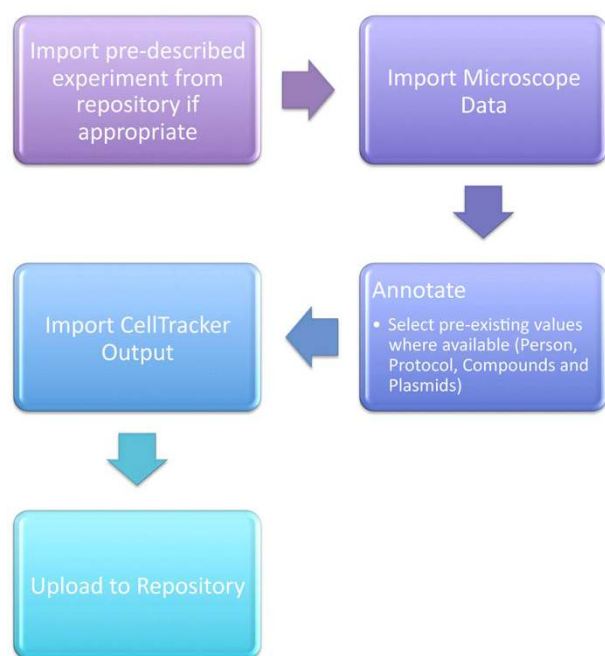 Import pre-described
experiment from
repository if
appropriate
Import Microscope
Data
Annotate
• Select pre-existing values
where available (Person,
Protocol, Compounds and
Plasmids)
Import CellTracker
Output
Upload to Repository